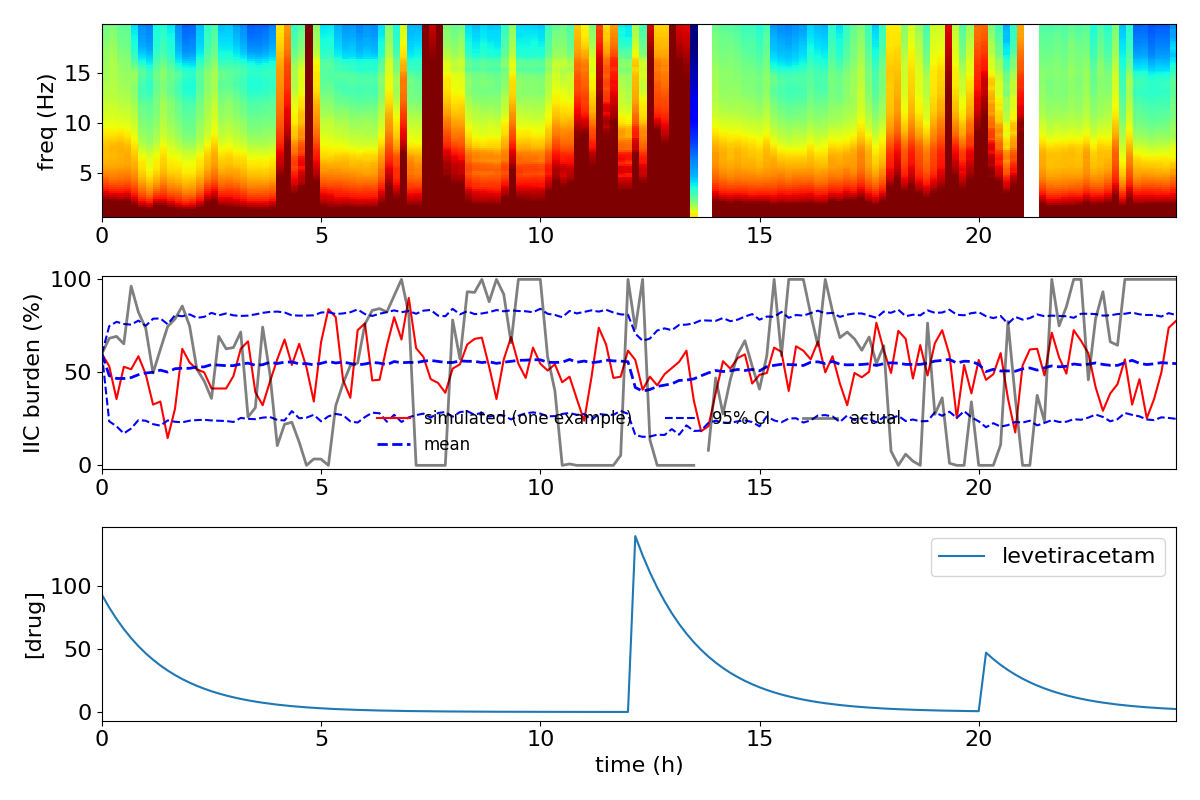 freq (Hz)
15
10
5
0 5 10 15 20
IIC burden (%)
100
50
0
simulated (one example) 95% CI actual
mean
0 5 10 15 20
[drug]
100
50
0
levetiracetam
0 5 10 15 20
time (h)